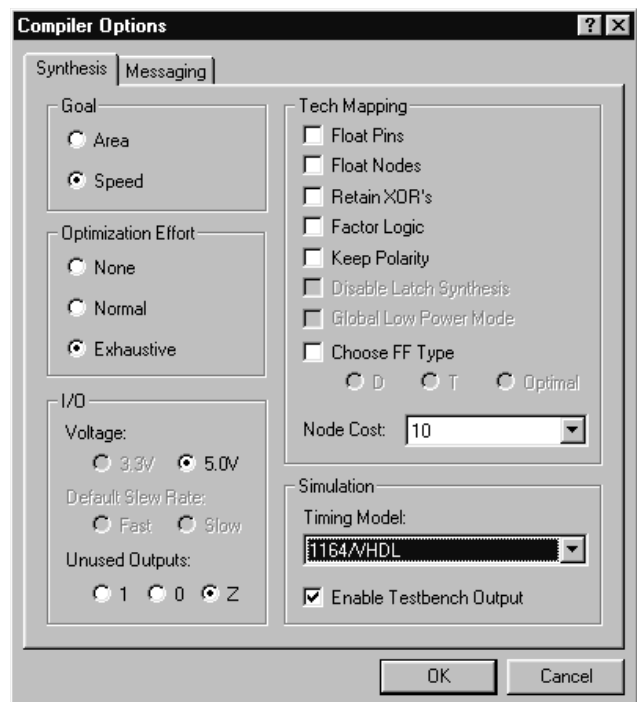 Compiler Options
Synthesis Messaging
Goal
Area
Speed
Optimization Effort
None
Normal
Exhaustive
I/O
Voltage:
3.3V 5.0V
Default Slew Rate:
Fast Slow
Unused Outputs:
1 0 Z
Tech Mapping
Float Pins
Float Nodes
Retain XOR's
Factor Logic
Keep Polarity
Disable Latch Synthesis
Global Low Power Mode
Choose FF Type
D T Optimal
Node Cost: 10
Simulation
Timing Model:
1164/VHDL
Enable Testbench Output
OK Cancel